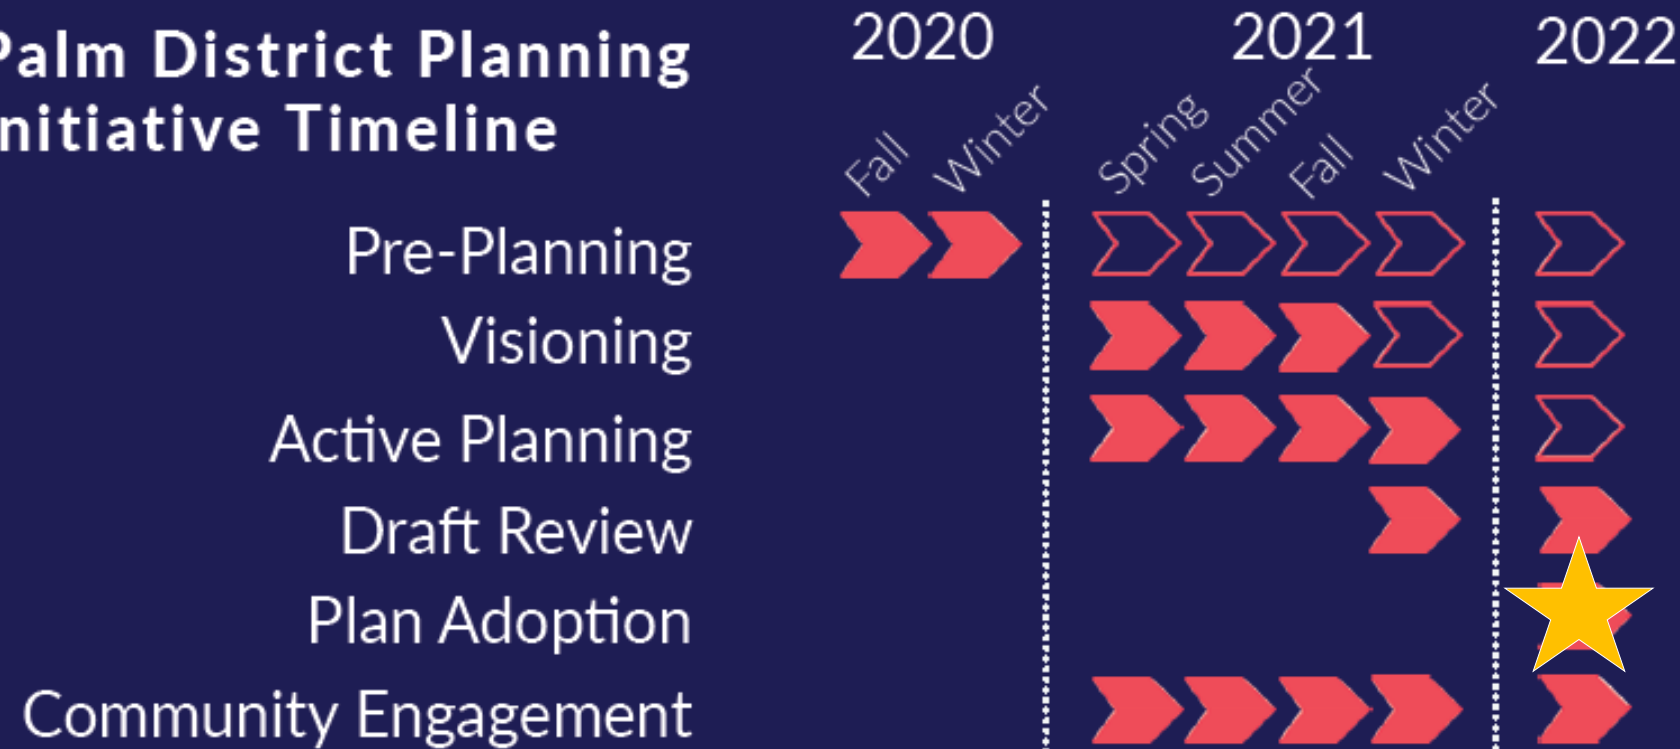 Palm District Planning
nitiative Timeline
2020
2021
2022
Fall
Winter
Spring
Summer
Fall
Winter
Pre-Planning
Visioning
Active Planning
Draft Review
Plan Adoption
Community Engagement